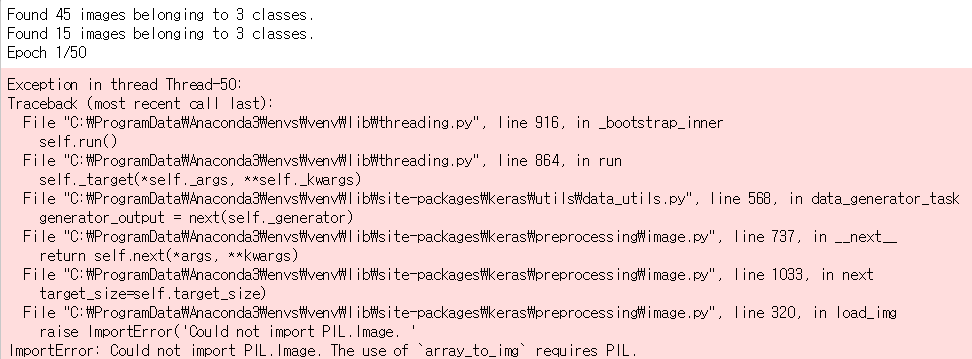 Found 45 images belonging to 3 classes.
Found 15 images belonging to 3 classes.
Epoch 1/50
Exception in thread Thread-50:
Traceback (most recent call last):
File "C:₩ProgramData₩Anaconda3₩envs₩venv₩lib₩threading.py", line 916, in _bootstrap_inner
self.run()
File "C:₩ProgramData₩Anaconda3₩envs₩venv₩lib₩threading.py", line 864, in run
self._target(*self._args, **self._kwargs)
File "C:₩ProgramData₩Anaconda3₩envs₩venv₩lib₩site-packages₩keras₩utils₩data_utils.py", line 568, in data_generator_task
generator_output = next(self._generator)
File "C:₩ProgramData₩Anaconda3₩envs₩venv₩lib₩site-packages₩keras₩preprocessing₩image.py", line 737, in __next__
return self.next(*args, **kwargs)
File "C:₩ProgramData₩Anaconda3₩envs₩venv₩lib₩site-packages₩keras₩preprocessing₩image.py", line 1033, in next
target_size=self.target_size)
File "C:₩ProgramData₩Anaconda3₩envs₩venv₩lib₩site-packages₩keras₩preprocessing₩image.py", line 320, in load_img
raise ImportError('Could not import PIL.Image. '
ImportError: Could not import PIL.Image. The use of `array_to_img` requires PIL.